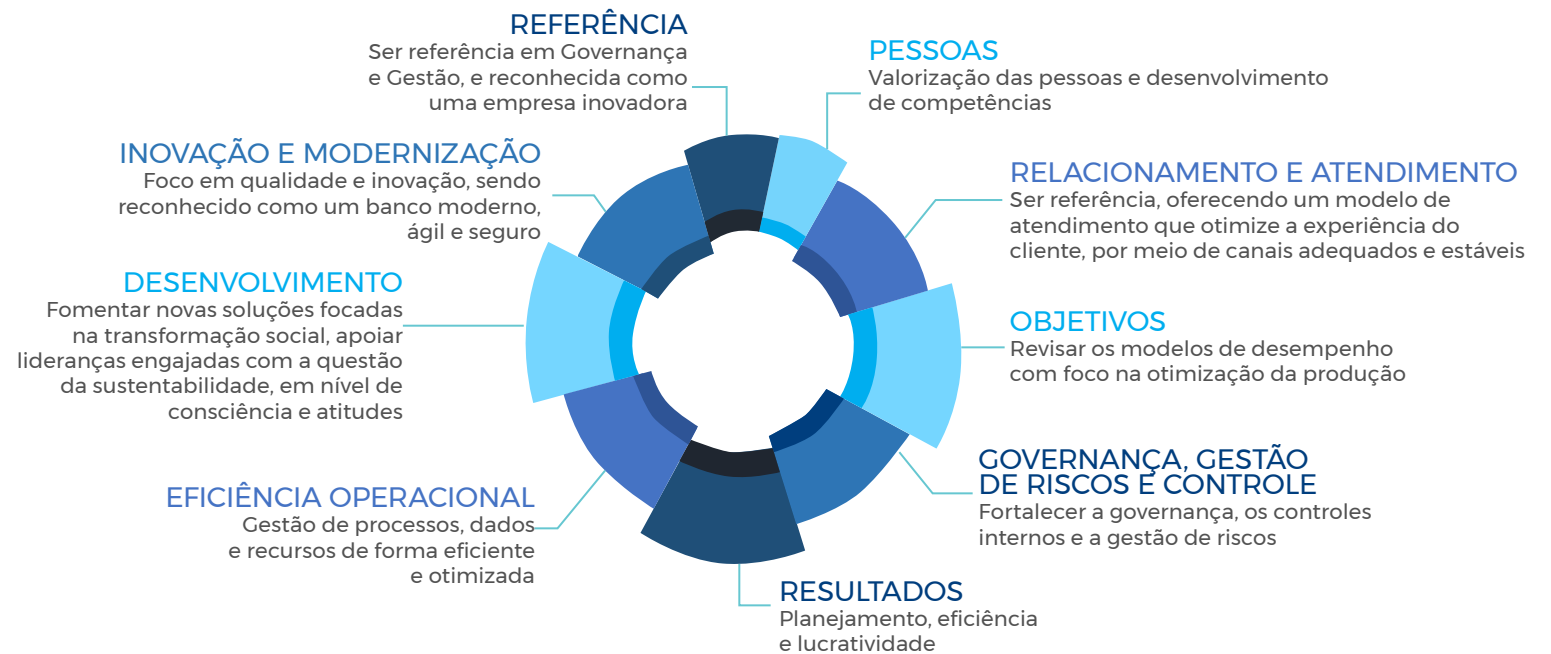 REFERÊNCIA
Ser referência em Governança
e Gestão, e reconhecida como
uma empresa inovadora
PESSOAS
Valorização das pessoas e desenvolvimento
de competências
RELACIONAMENTO E ATENDIMENTO
Ser referência, oferecendo um modelo de
atendimento que otimize a experiência do
cliente, por meio de canais adequados e estáveis
OBJETIVOS
Revisar os modelos de desempenho
com foco na otimização da produção
GOVERNANÇA, GESTÃO
DE RISCOS E CONTROLE
Fortalecer a governança, os controles
internos e a gestão de riscos
RESULTADOS
Planejamento, eficiência
e lucratividade
EFICIÊNCIA OPERACIONAL
Gestão de processos, dados
e recursos de forma eficiente
e otimizada
DESENVOLVIMENTO
Fomentar novas soluções focadas
na transformação social, apoiar
lideranças engajadas com a questão
da sustentabilidade, em nível de
consciência e atitudes
INOVAÇÃO E MODERNIZAÇÃO
Foco em qualidade e inovação, sendo
reconhecido como um banco moderno,
ágil e seguro